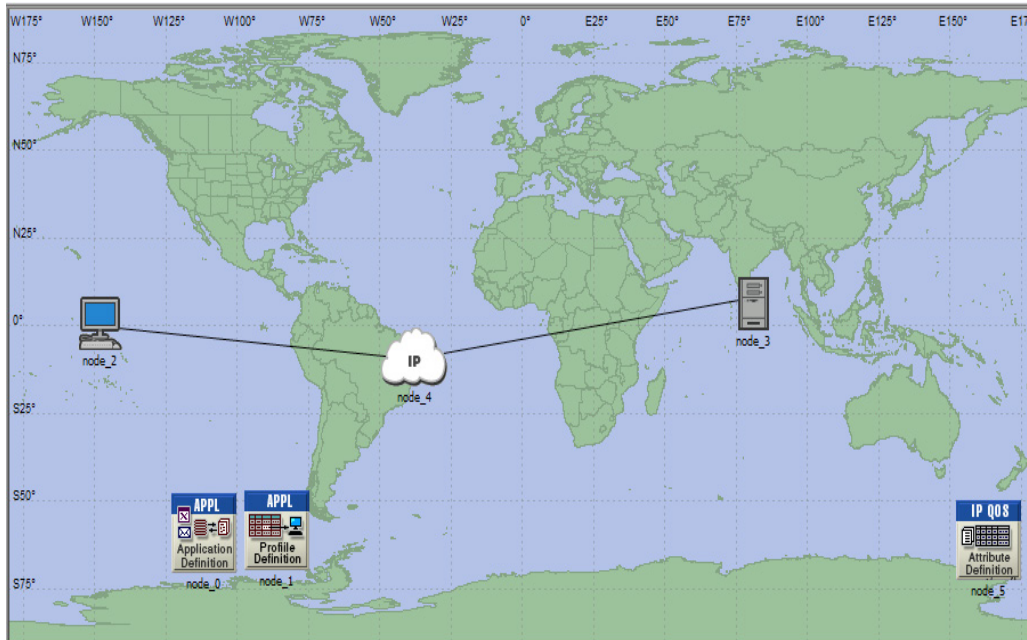 W175° W150° W125° W100° W75° W50° W25° 0° E25° E50° E75° E100° E125° E150° E17
N75°
N50°
N25°
0°
node_2
IP
node_4
node_3
S25°
S50°
APPL
Application
Definition
node_0
APPL
Profile
Definition
node_1
IP QOS
Attribute
Definition
node_5
S75°